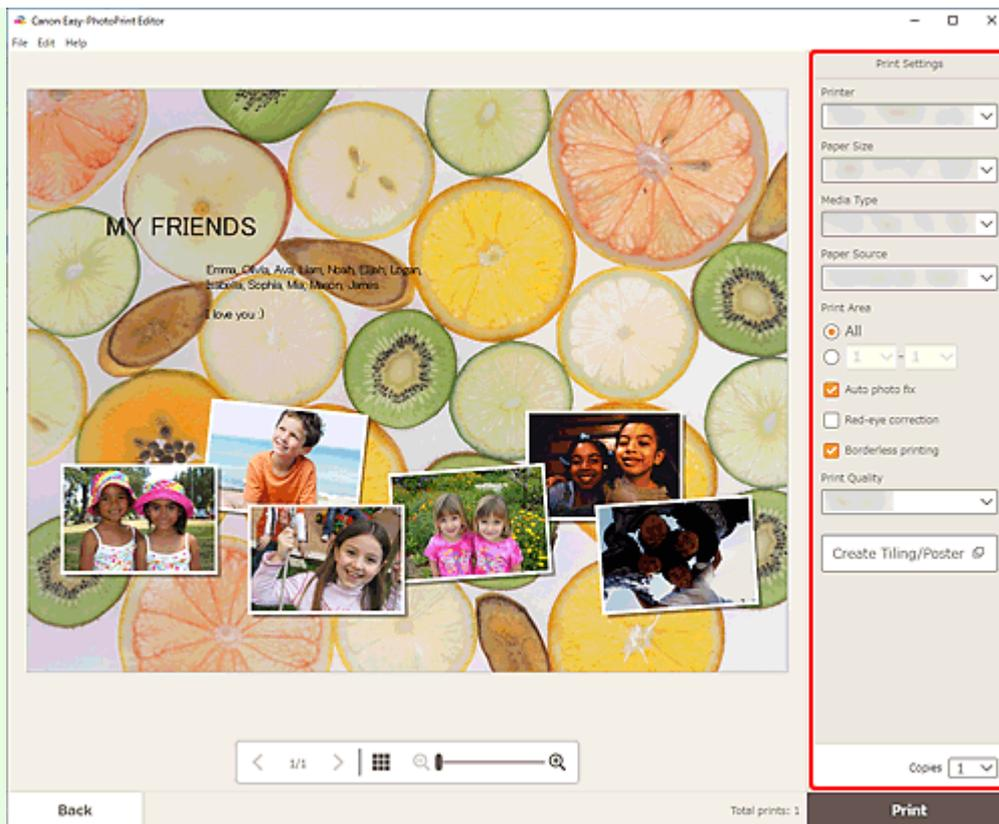 Canon Easy-PhotoPrint Editor
File Edit Help
MY FRIENDS
Emma, Olivia, Ava, Liam, Noah, Elijah, Logan,
Isabella, Sophia, Mia, Mason, James
I love you :)
Print Settings
Printer
Paper Size
Media Type
Paper Source
Print Area
All
1 - 1
Auto photo fix
Red-eye correction
Borderless printing
Print Quality
Create Tiling/Poster
Copies 1
1/1
Back
Total prints: 1
Print